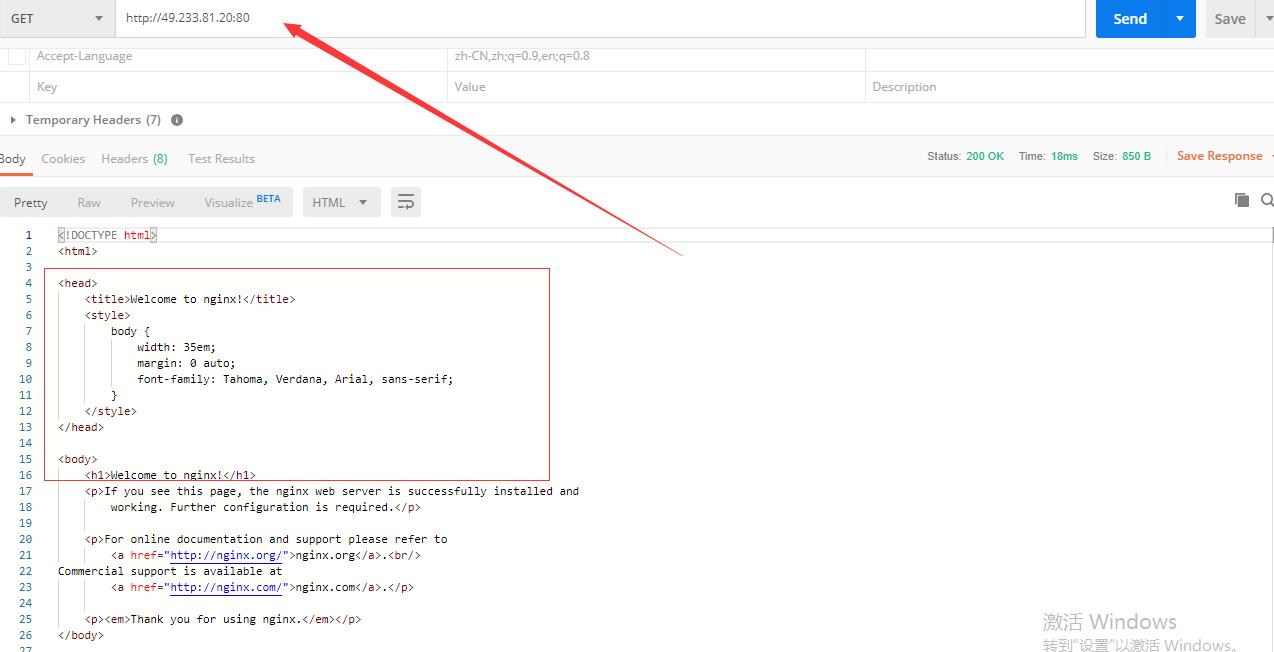 GET http://49.233.81.20:80 Send Save
Accept-Language zh-CN,zh;q=0.9,en;q=0.8
Key Value Description
Temporary Headers (7)
Body Cookies Headers (8) Test Results Status: 200 OK Time: 18ms Size: 850 B Save Response
Pretty Raw Preview Visualize BETA HTML
1 <!DOCTYPE html>
2 <html>
3
4 <head>
5 <title>Welcome to nginx!</title>
6 <style>
7 body {
8 width: 35em;
9 margin: 0 auto;
10 font-family: Tahoma, Verdana, Arial, sans-serif;
11 }
12 </style>
13 </head>
14
15 <body>
16 <h1>Welcome to nginx!</h1>
17 <p>If you see this page, the nginx web server is successfully installed and
18 working. Further configuration is required.</p>
19
20 <p>For online documentation and support please refer to
21 <a href="http://nginx.org/">nginx.org</a>.<br/>
22 Commercial support is available at
23 <a href="http://nginx.com/">nginx.com</a>.</p>
24
25 <p><em>Thank you for using nginx.</em></p>
26 </body>
27
激活 Windows
转到"设置"以激活 Windows。